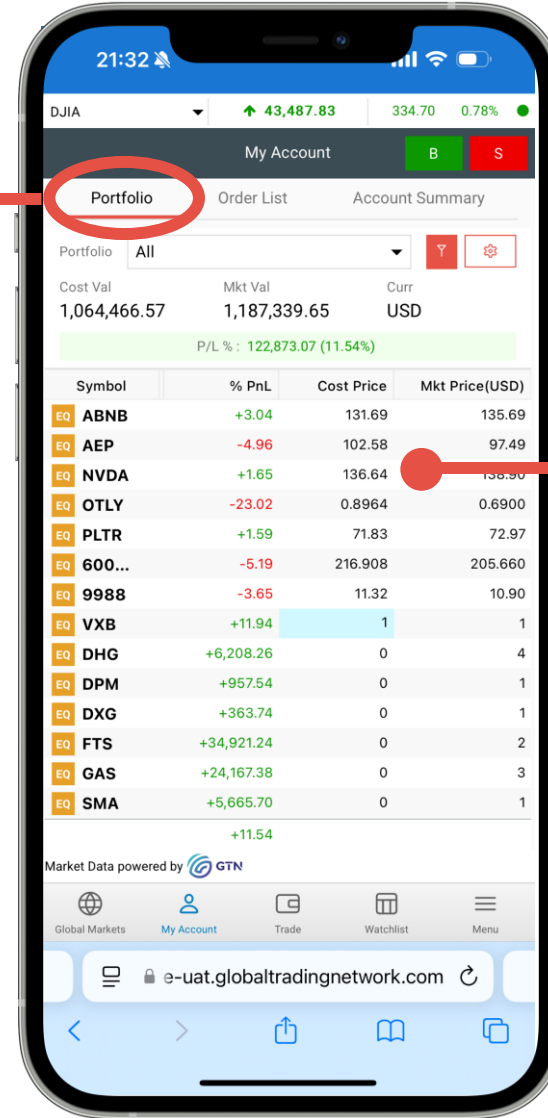 21:32
DJIA 43,487.83 334.70 0.78%
My Account B S
Portfolio Order List Account Summary
Portfolio All
Cost Val Mkt Val Curr
1,064,466.57 1,187,339.65 USD
P/L % : 122,873.07 (11.54%)
Symbol % PnL Cost Price Mkt Price(USD)
EQ ABNB +3.04 131.69 135.69
EQ AEP -4.96 102.58 97.49
EQ NVDA +1.65 136.64 138.90
EQ OTLY -23.02 0.8964 0.6900
EQ PLTR +1.59 71.83 72.97
EQ 600... -5.19 216.908 205.660
EQ 9988 -3.65 11.32 10.90
EQ VXB +11.94 1 1
EQ DHG +6,208.26 0 4
EQ DPM +957.54 0 1
EQ DXG +363.74 0 1
EQ FTS +34,921.24 0 2
EQ GAS +24,167.38 0 3
EQ SMA +5,665.70 0 1
+11.54
Market Data powered by GTN
Global Markets My Account Trade Watchlist Menu
e-uat.globaltradingnetwork.com